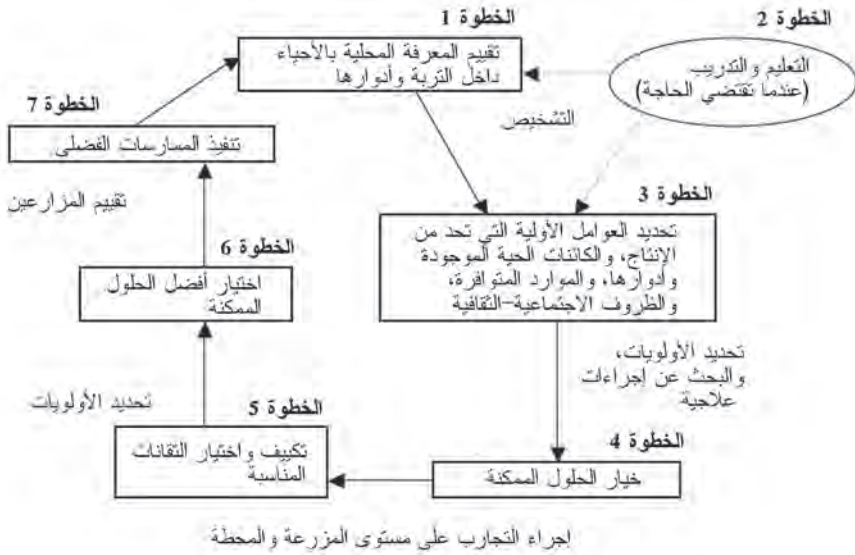 الخطوة 1
تقييم المعرفة المحلية بالأحياء
داخل التربة وأدوارها
الخطوة 2
التعليم والتدريب
(عندما تقتضي الحاجة)
التشخيص
الخطوة 3
تحديد العوامل الأولية التي تحد من
الإنتاج، والكائنات الحية الموجودة
وأدوارها، والموارد المتوافرة،
والظروف الاجتماعية-الثقافية
تحديد الأولويات،
والبحث عن إجراءات
علاجية
الخطوة 4
خيار الحلول الممكنة
الخطوة 5
تكييف واختيار التقانات
المناسبة
إجراء التجارب على مستوى المزرعة والمحطة
تحديد الأولويات
الخطوة 6
اختيار أفضل الحلول
الممكنة
تقييم المزارعين
الخطوة 7
تنفيذ الممارسات الفضلى